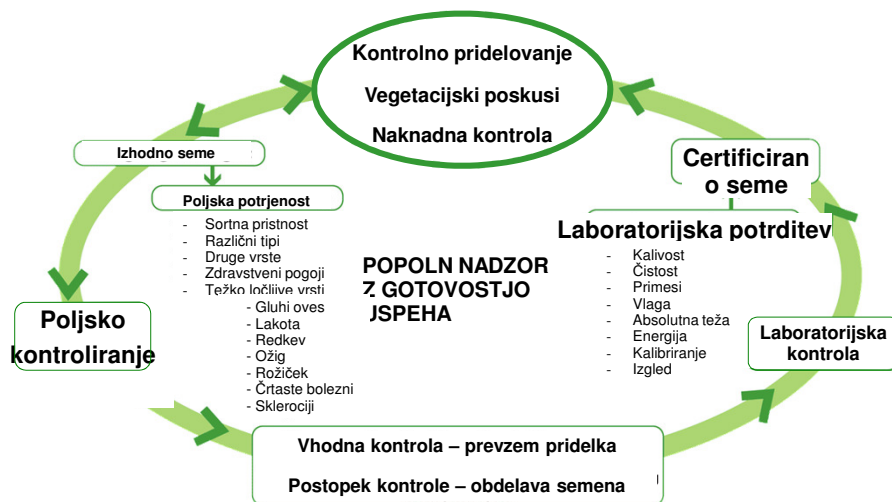 Kontrolno pridelovanje
Vegetacijski poskusi
Naknadna kontrola
Izhodno seme
Poljska potrjenost
- Sortna pristnost
- Različni tipi
- Druge vrste
- Zdravstveni pogoji
- Težko ločljive vrsti
- Gluhi oves
- Lakota
- Redkev
- Ožig
- Rožiček
- Črtaste bolezni
- Sklerociji
Poljsko
kontroliranje
POPOLN NADZOR
Z GOTOVOSTJO
USPEHA
Certificiran
o seme
Laboratorijska potrditev
- Kalivost
- Čistost
- Primesi
- Vlaga
- Absolutna teža
- Energija
- Kalibriranje
- Izgled
Laboratorijska
kontrola
Vhodna kontrola – prevzem pridelka
Postopek kontrole – obdelava semena